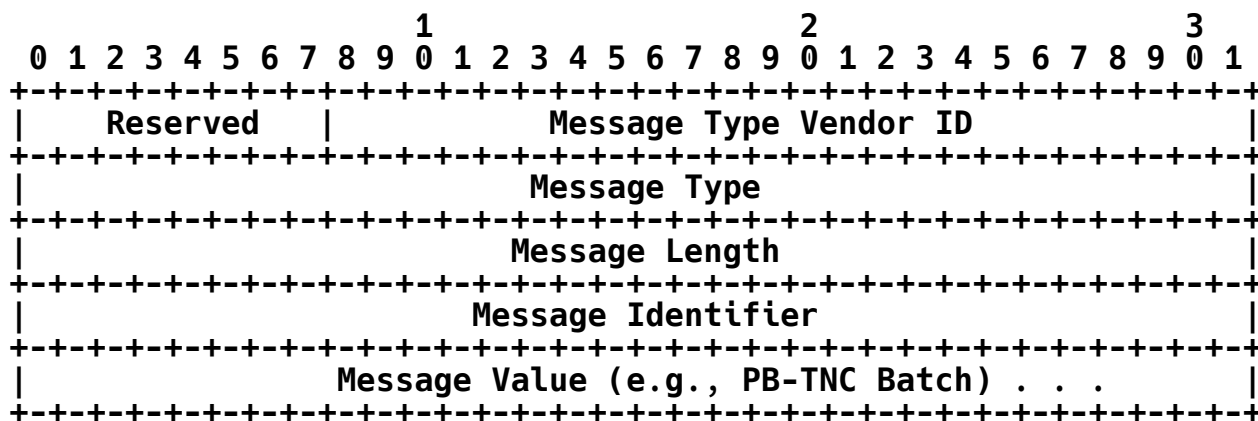 1                   2                   3
 0 1 2 3 4 5 6 7 8 9 0 1 2 3 4 5 6 7 8 9 0 1 2 3 4 5 6 7 8 9 0 1
+-+-+-+-+-+-+-+-+-+-+-+-+-+-+-+-+-+-+-+-+-+-+-+-+-+-+-+-+-+-+-+-+
|    Reserved   |           Message Type Vendor ID              |
+-+-+-+-+-+-+-+-+-+-+-+-+-+-+-+-+-+-+-+-+-+-+-+-+-+-+-+-+-+-+-+-+
|                          Message Type                         |
+-+-+-+-+-+-+-+-+-+-+-+-+-+-+-+-+-+-+-+-+-+-+-+-+-+-+-+-+-+-+-+-+
|                         Message Length                        |
+-+-+-+-+-+-+-+-+-+-+-+-+-+-+-+-+-+-+-+-+-+-+-+-+-+-+-+-+-+-+-+-+
|                       Message Identifier                      |
+-+-+-+-+-+-+-+-+-+-+-+-+-+-+-+-+-+-+-+-+-+-+-+-+-+-+-+-+-+-+-+-+
|                Message Value (e.g., PB-TNC Batch) . . .       |
+-+-+-+-+-+-+-+-+-+-+-+-+-+-+-+-+-+-+-+-+-+-+-+-+-+-+-+-+-+-+-+-+